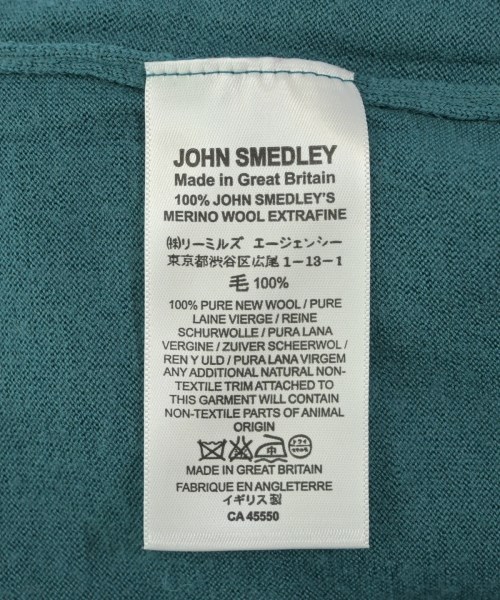 JOHN SMEDLEY
Made in Great Britain
100% JOHN SMEDLEY'S
MERINO WOOL EXTRAFINE
㈱リーミルズ エージェンシー
東京都渋谷区広尾1-13-1
毛 100%
100% PURE NEW WOOL / PURE
LAINE VIERGE / REINE
SCHURWOLLE / PURA LANA
VERGINE / ZUIVER SCHEERWOL /
REN Y ULD / PURA LANA VIRGEM
ANY ADDITIONAL NATURAL NON-
TEXTILE TRIM ATTACHED TO
THIS GARMENT WILL CONTAIN
NON-TEXTILE PARTS OF ANIMAL
ORIGIN
ドライ
MADE IN GREAT BRITAIN
FABRIQUE EN ANGLETERRE
イギリス製
CA 45550